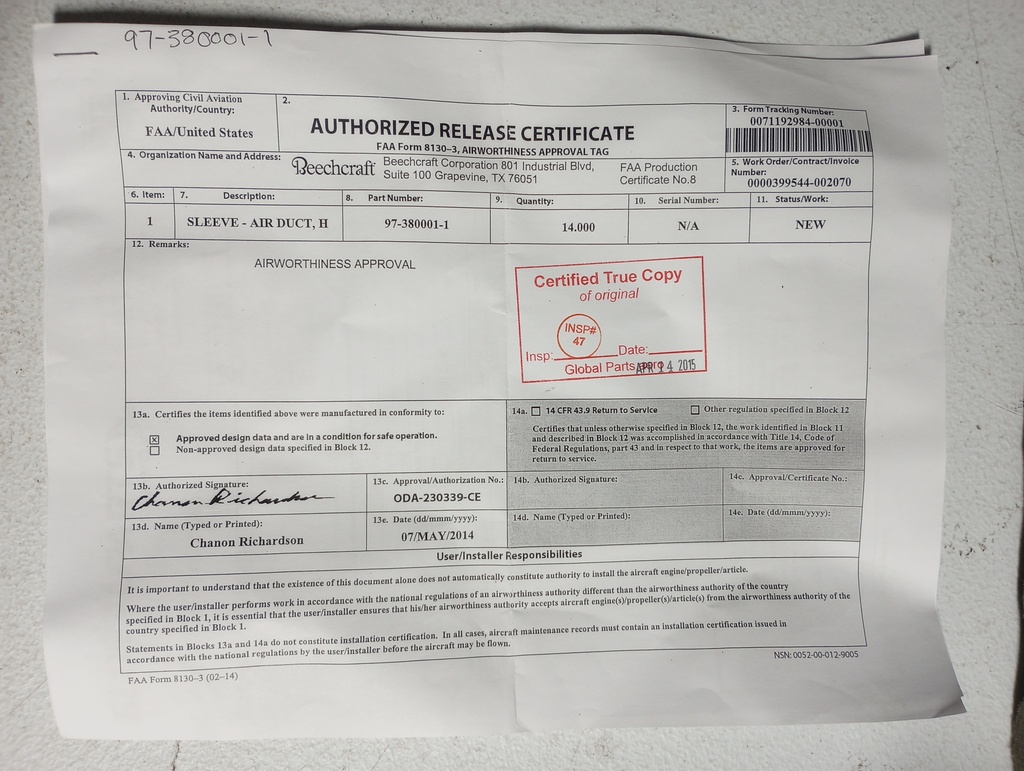 97-380001-1
1. Approving Civil Aviation
Authority/Country:
FAA/United States
2.
AUTHORIZED RELEASE CERTIFICATE
FAA Form 8130–3, AIRWORTHINESS APPROVAL TAG
3. Form Tracking Number:
0071192984-00001
4. Organization Name and Address:
Beechcraft
Beechcraft Corporation 801 Industrial Blvd,
Suite 100 Grapevine, TX 76051
FAA Production
Certificate No.8
5. Work Order/Contract/Invoice
Number:
0000399544-002070
6. Item:
7. Description:
8. Part Number:
9. Quantity:
10. Serial Number:
11. Status/Work:
1
SLEEVE - AIR DUCT, H
97-380001-1
14.000
N/A
NEW
12. Remarks:
AIRWORTHINESS APPROVAL
Certified True Copy
of original
INSP#
47
Insp: Date:
Global Parts
APR 14 2015
13a. Certifies the items identified above were manufactured in conformity to:
Approved design data and are in a condition for safe operation.
Non-approved design data specified in Block 12.
14a. 14 CFR 43.9 Return to Service
Other regulation specified in Block 12
Certifies that unless otherwise specified in Block 12, the work identified in Block 11
and described in Block 12 was accomplished in accordance with Title 14, Code of
Federal Regulations, part 43 and in respect to that work, the items are approved for
return to service.
13b. Authorized Signature:
Chanon Richardson
13c. Approval/Authorization No.:
ODA-230339-CE
14b. Authorized Signature:
14c. Approval/Certificate No.:
13d. Name (Typed or Printed):
Chanon Richardson
13e. Date (dd/mmm/yyyy):
07/MAY/2014
14d. Name (Typed or Printed):
14e. Date (dd/mmm/yyyy):
User/Installer Responsibilities
It is important to understand that the existence of this document alone does not automatically constitute authority to install the aircraft engine/propeller/article.
Where the user/installer performs work in accordance with the national regulations of an airworthiness authority different than the airworthiness authority of the country
specified in Block 1, it is essential that the user/installer ensures that his/her airworthiness authority accepts aircraft engine(s)/propeller(s)/article(s) from the airworthiness authority of the
country specified in Block 1.
Statements in Blocks 13a and 14a do not constitute installation certification. In all cases, aircraft maintenance records must contain an installation certification issued in
accordance with the national regulations by the user/installer before the aircraft may be flown.
FAA Form 8130–3 (02–14)
NSN: 0052-00-012-9005